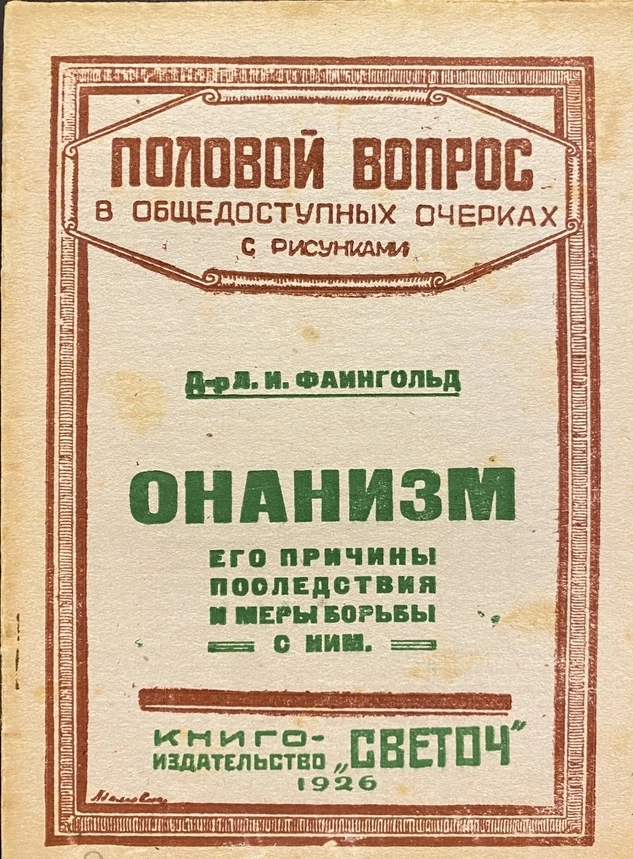 ПОЛОВОЙ ВОПРОС
В ОБЩЕДОСТУПНЫХ ОЧЕРКАХ
С РИСУНКАМИ
Д-р Л. И. ФАИНГОЛЬД
ОНАНИЗМ
ЕГО ПРИЧИНЫ
ПОСЛЕДСТВИЯ
И МЕРЫ БОРЬБЫ
С НИМ.
КНИГО-
ИЗДАТЕЛЬСТВО „СВЕТОЧ"
1926